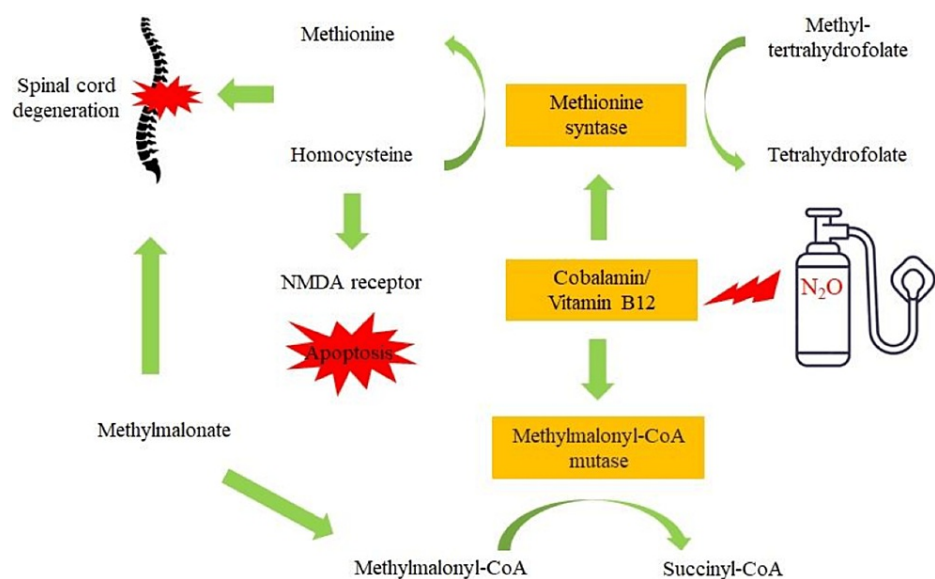 Methionine
Methyl-
tetrahydrofolate
Spinal cord
degeneration
Methionine
syntase
Homocysteine
Tetrahydrofolate
NMDA receptor
Apoptosis
Cobalamin/
Vitamin B12
N₂O
Methylmalonate
Methylmalonyl-CoA
mutase
Methylmalonyl-CoA
Succinyl-CoA